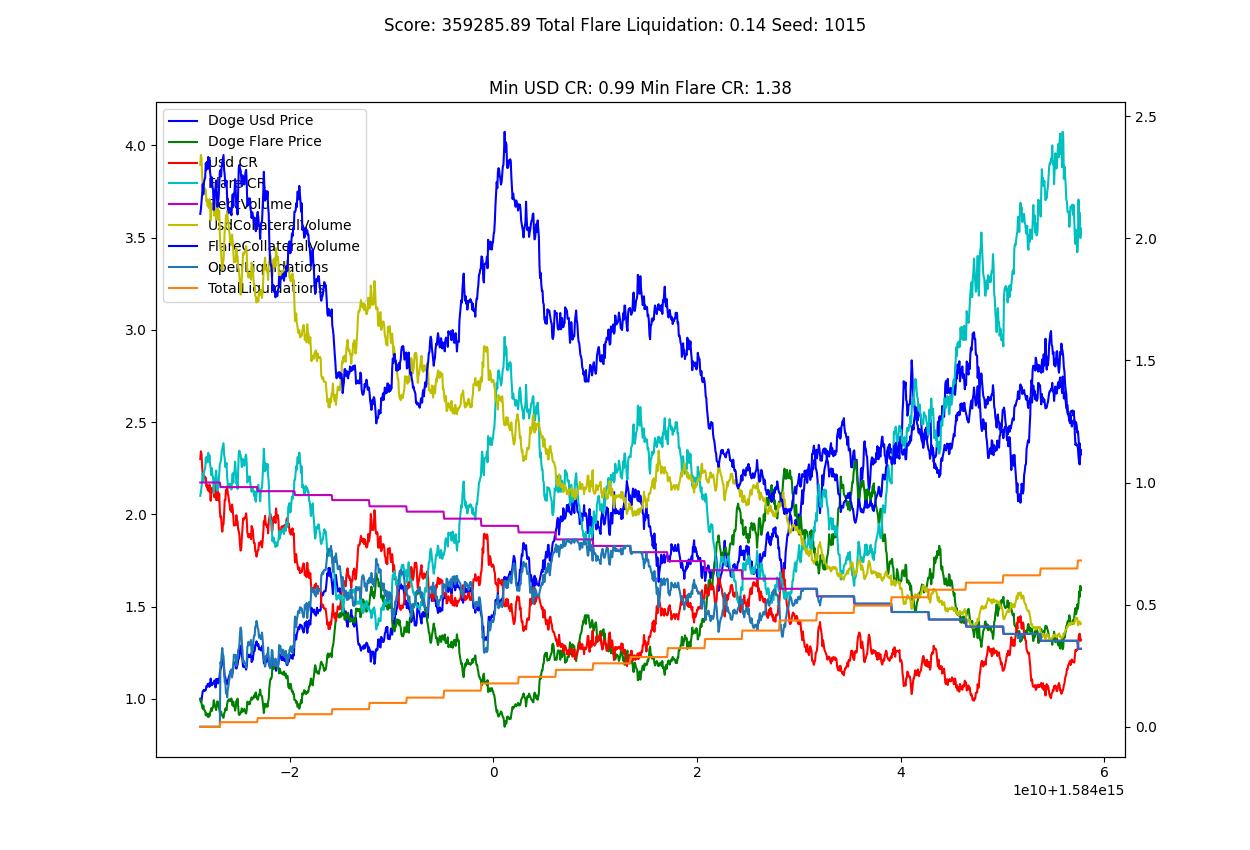 Score: 359285.89 Total Flare Liquidation: 0.14 Seed: 1015
Min USD CR: 0.99 Min Flare CR: 1.38
Doge Usd Price
Doge Flare Price
Usd CR
Flare CR
DebtVolume
UsdCollateralVolume
FlareCollateralVolume
OpenLiquidations
TotalLiquidations
4.0
3.5
3.0
2.5
2.0
1.5
1.0
2.5
2.0
1.5
1.0
0.5
0.0
−2
0
2
4
6
1e10+1.584e15